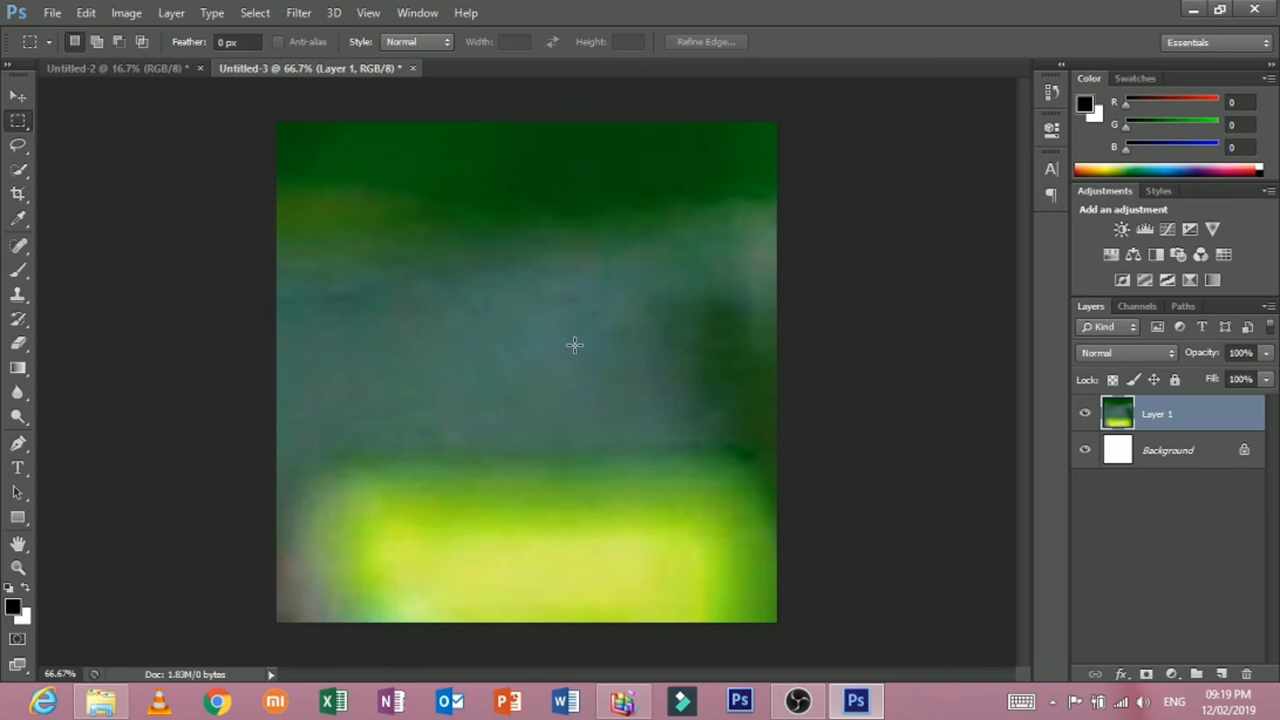 Ps File Edit Image Layer Type Select Filter 3D View Window Help
Feather: 0 px Anti-alias Style: Normal Width: Height: Refine Edge... Essentials
Untitled-2 @ 16.7% (RGB/8) * × Untitled-3 @ 66.7% (Layer 1, RGB/8) * ×
Color Swatches
R 0
G 0
B 0
A
Adjustments Styles
Add an adjustment
Layers Channels Paths
Kind
Normal Opacity: 100%
Lock: Fill: 100%
Layer 1
Background
T
66.67% Doc: 1.83M/0 bytes
fx
ENG 09:19 PM
12/02/2019